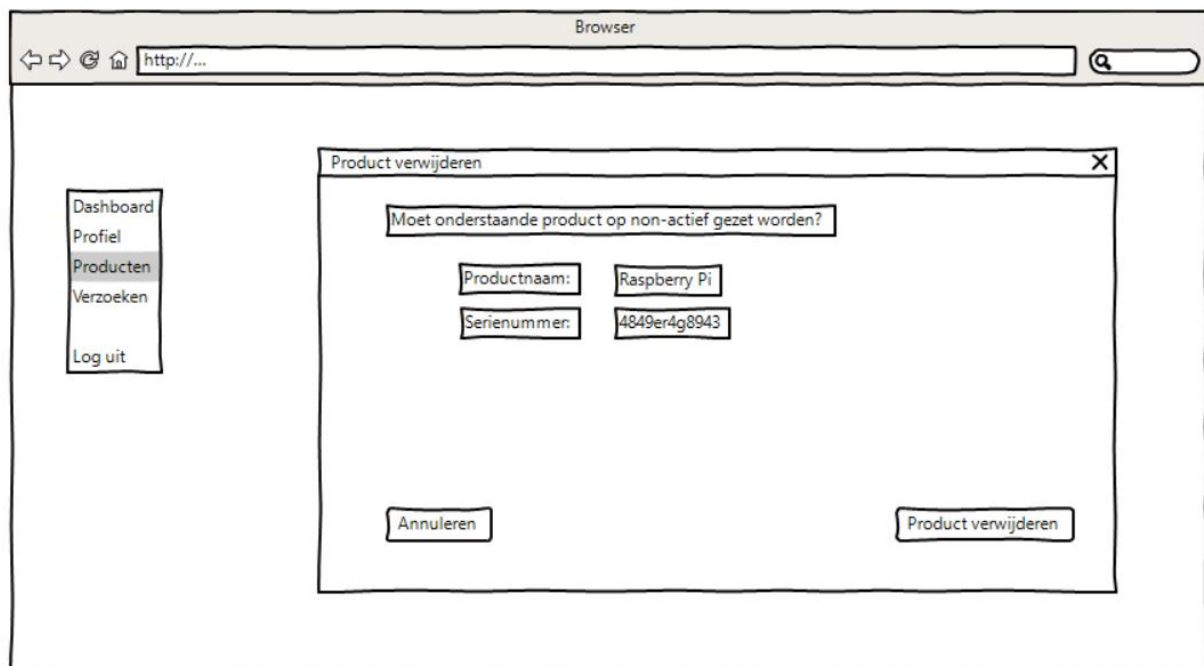 Browser
http://...
Product verwijderen
Dashboard
Profiel
Producten
Verzoeken
Log uit
Moet onderstaande product op non-actief gezet worden?
Productnaam: Raspberry Pi
Serienummer: 4849er4g8943
Annuleren Product verwijderen